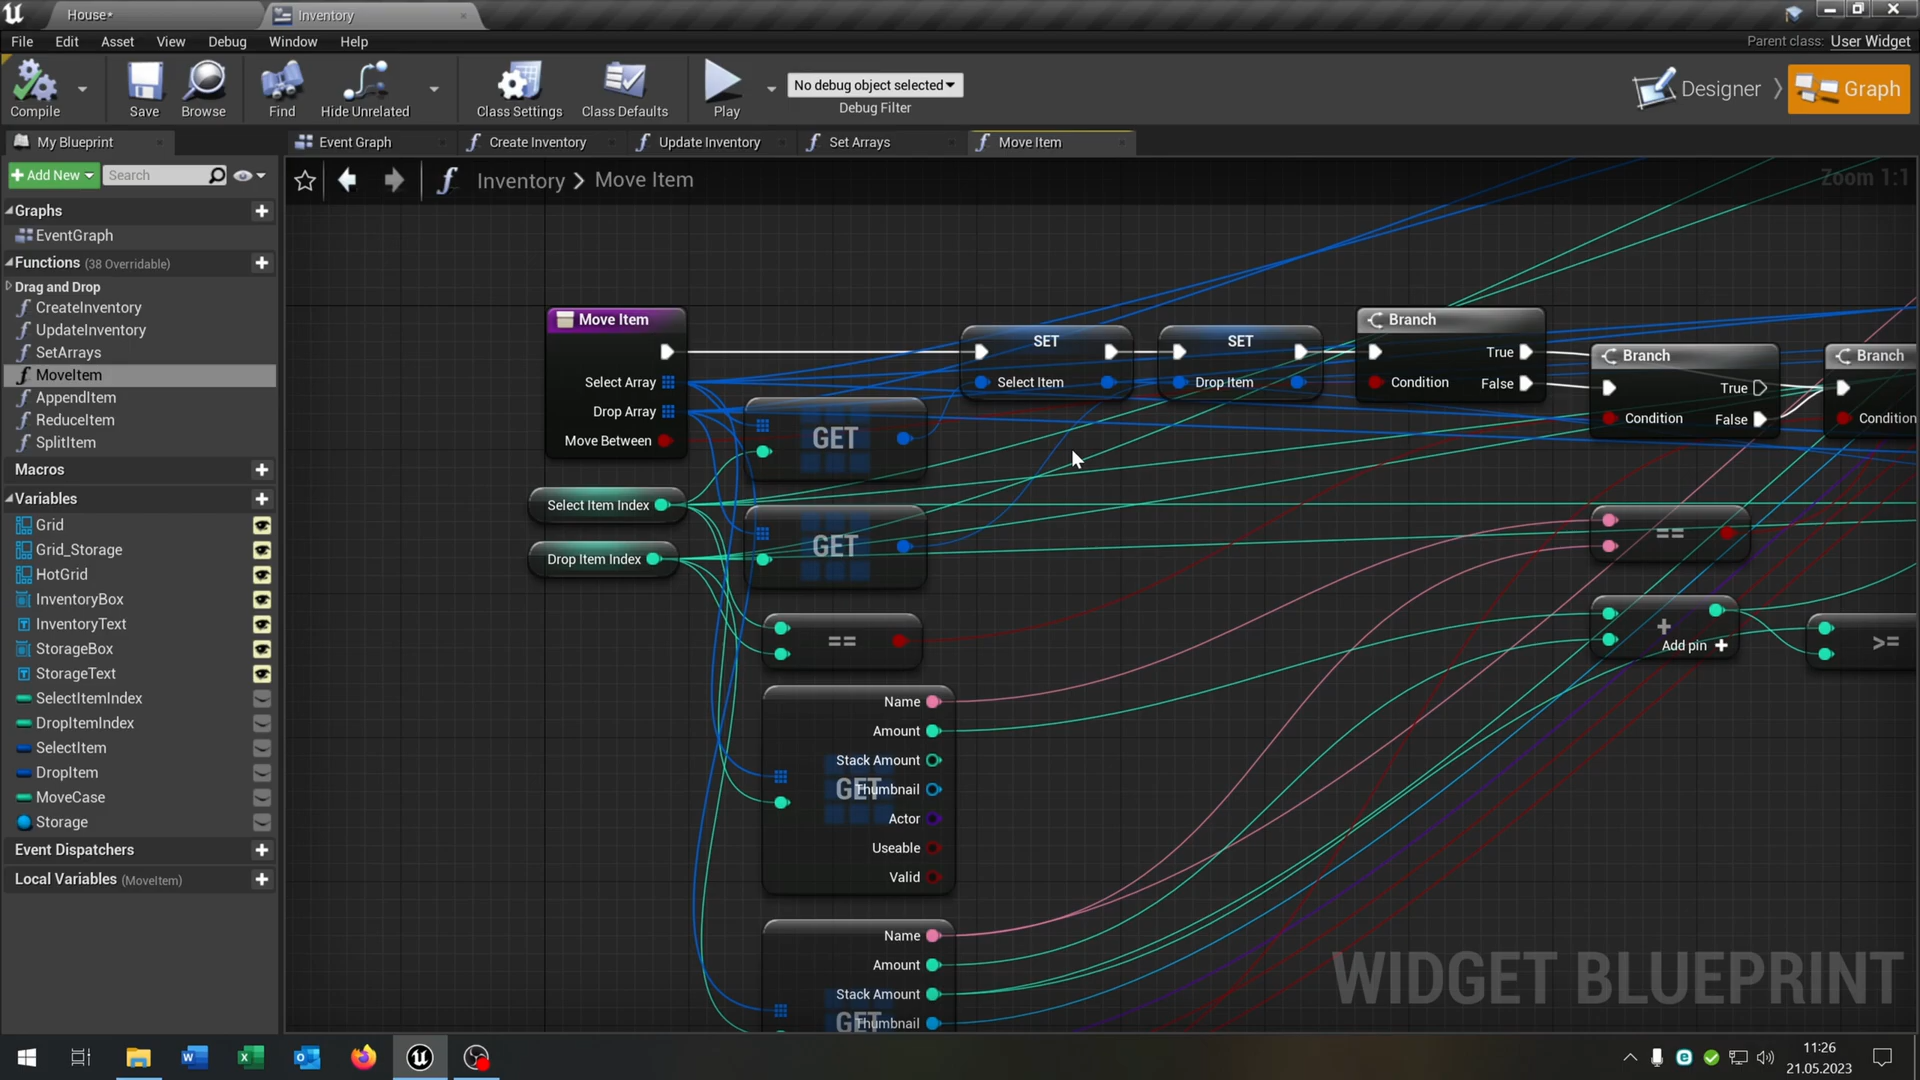 House*
Inventory
File
Edit
Asset
View
Debug
Window
Help
Parent class: User Widget
Compile
Save
Browse
Find
Hide Unrelated
Class Settings
Class Defaults
Play
No debug object selected
Debug Filter
Designer
Graph
My Blueprint
Event Graph
Create Inventory
Update Inventory
Set Arrays
Move Item
Add New
Search
Inventory > Move Item
Zoom 1:1
Graphs
EventGraph
Functions (38 Overridable)
Drag and Drop
CreateInventory
UpdateInventory
SetArrays
MoveItem
AppendItem
ReduceItem
SplitItem
Macros
Variables
Grid
Grid_Storage
HotGrid
InventoryBox
InventoryText
StorageBox
StorageText
SelectItemIndex
DropItemIndex
SelectItem
DropItem
MoveCase
Storage
Event Dispatchers
Local Variables (MoveItem)
Move Item
Select Array
Drop Array
Move Between
Select Item Index
Drop Item Index
GET
GET
==
SET
Select Item
SET
Drop Item
Branch
Condition
True
False
Branch
Condition
True
False
Branch
Condition
==
+
Add pin +
>=
Name
Amount
Stack Amount
GET
Thumbnail
Actor
Useable
Valid
Name
Amount
Stack Amount
GET
Thumbnail
WIDGET BLUEPRINT
11:26
21.05.2023